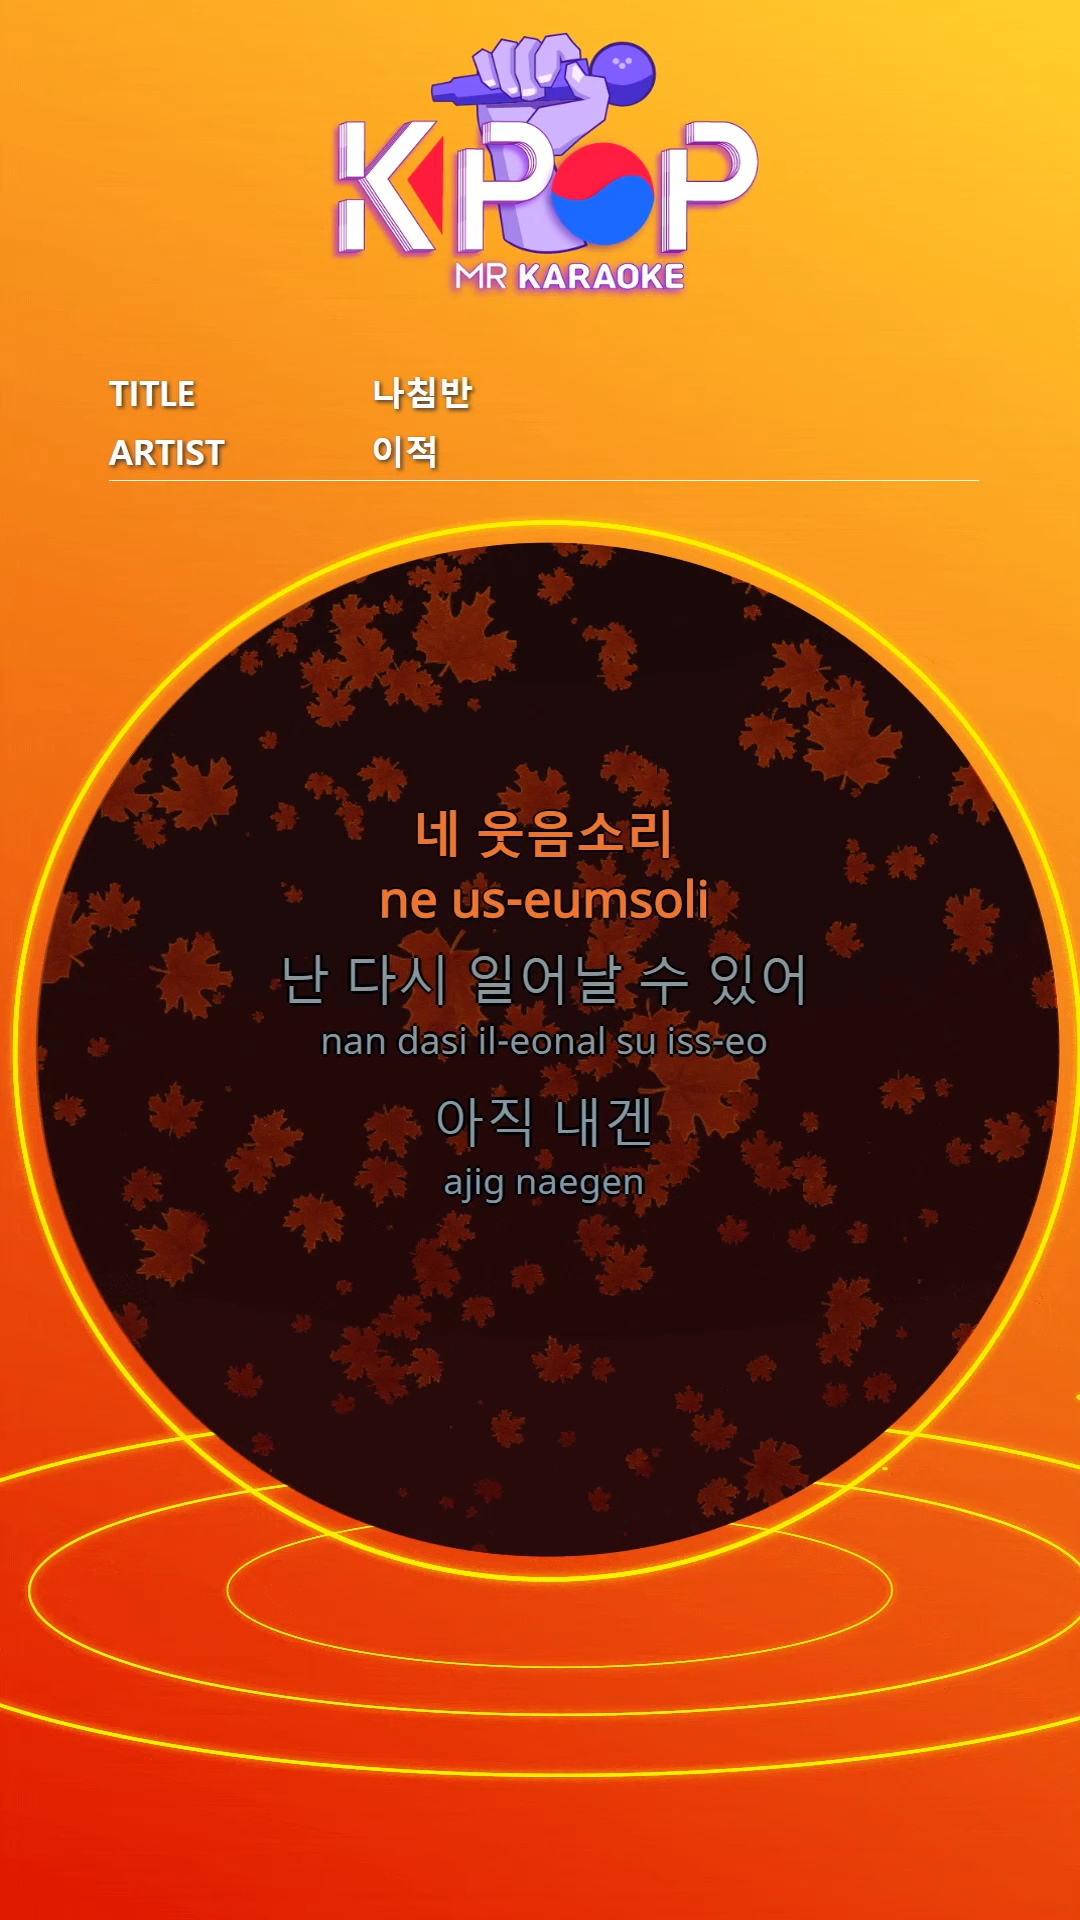 KPOP
MR KARAOKE
TITLE 나침반
ARTIST 이적
네 웃음소리
ne us-eumsoli
난 다시 일어날 수 있어
nan dasi il-eonal su iss-eo
아직 내겐
ajig naegen